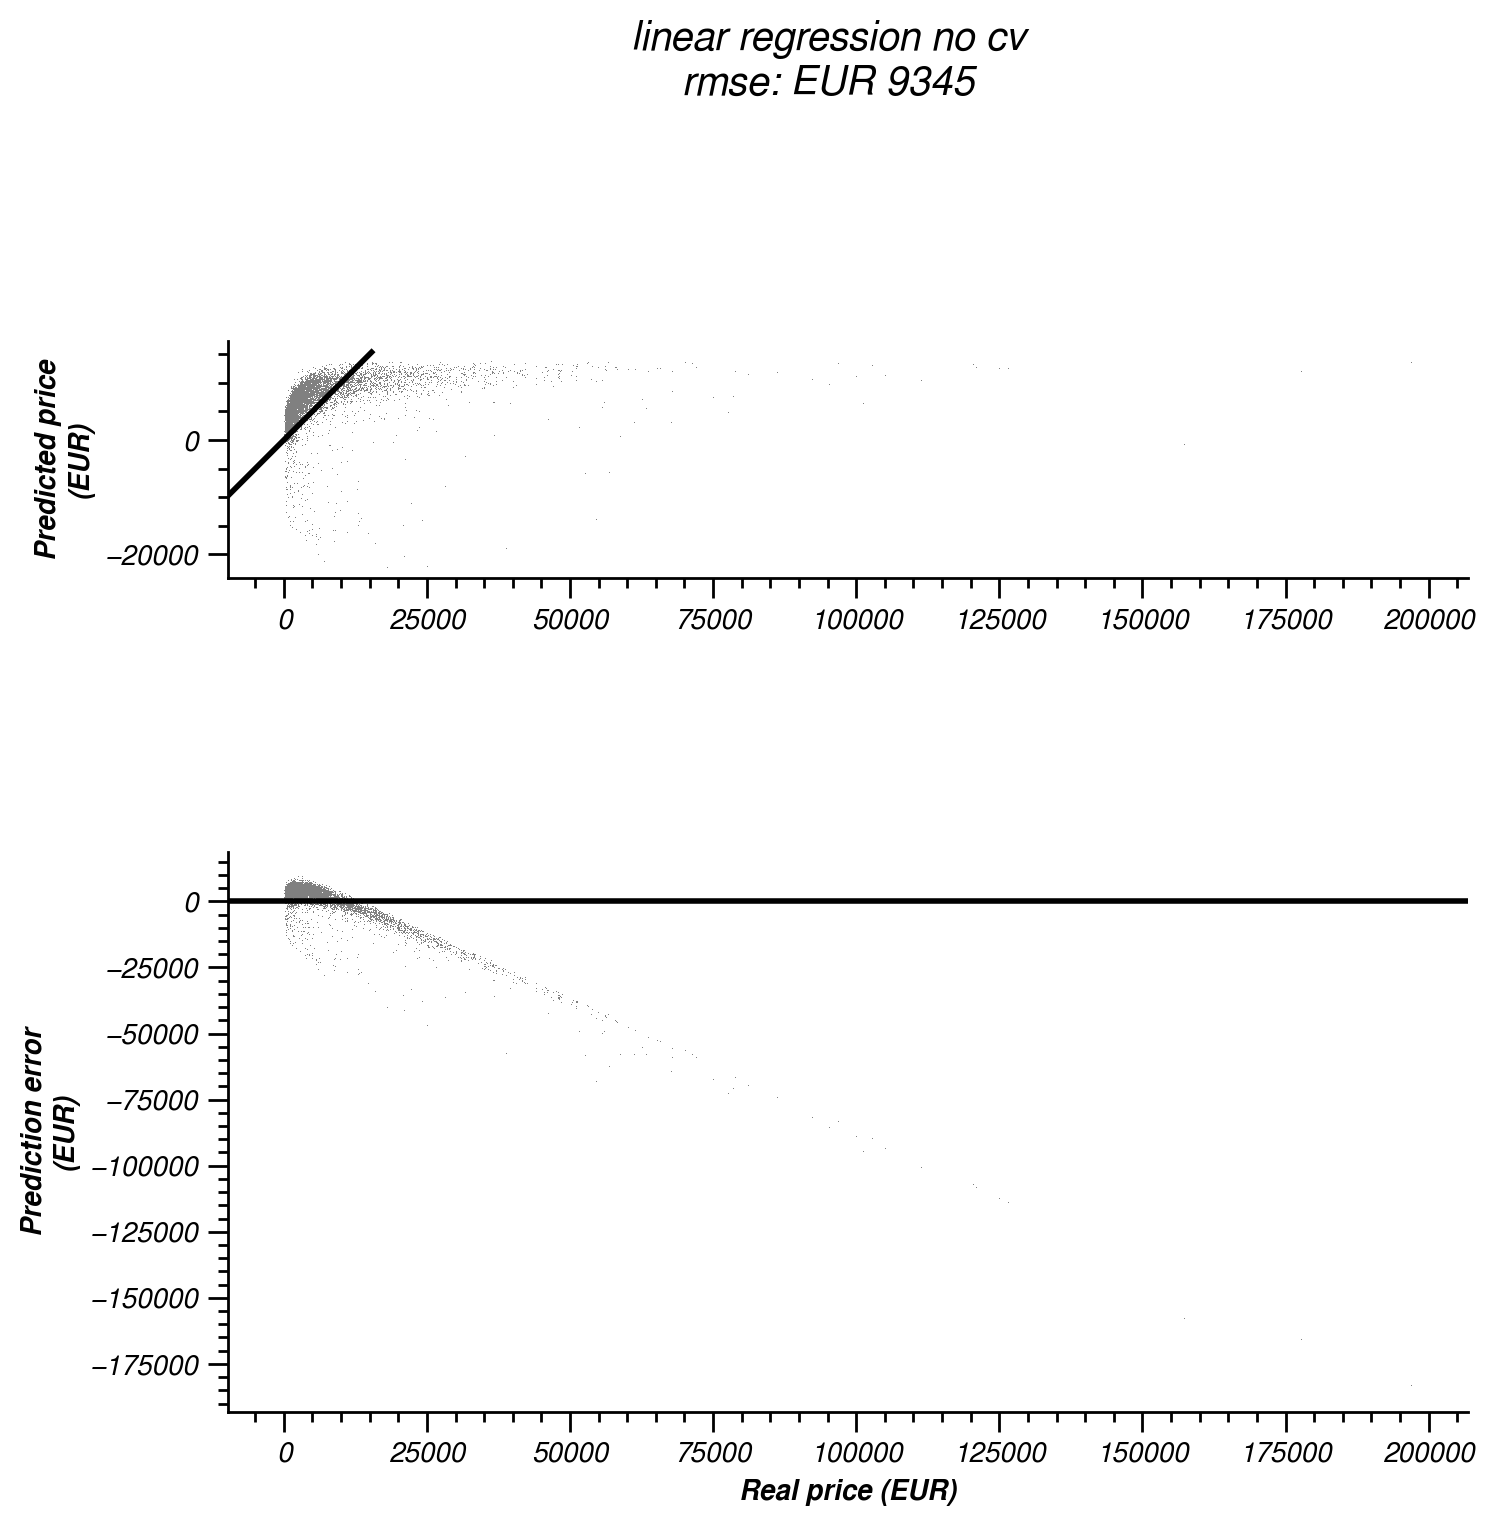 linear regression no cv
rmse: EUR 9345
Predicted price
(EUR)
0
−20000
0 25000 50000 75000 100000 125000 150000 175000 200000
Prediction error
(EUR)
0
−25000
−50000
−75000
−100000
−125000
−150000
−175000
0 25000 50000 75000 100000 125000 150000 175000 200000
Real price (EUR)